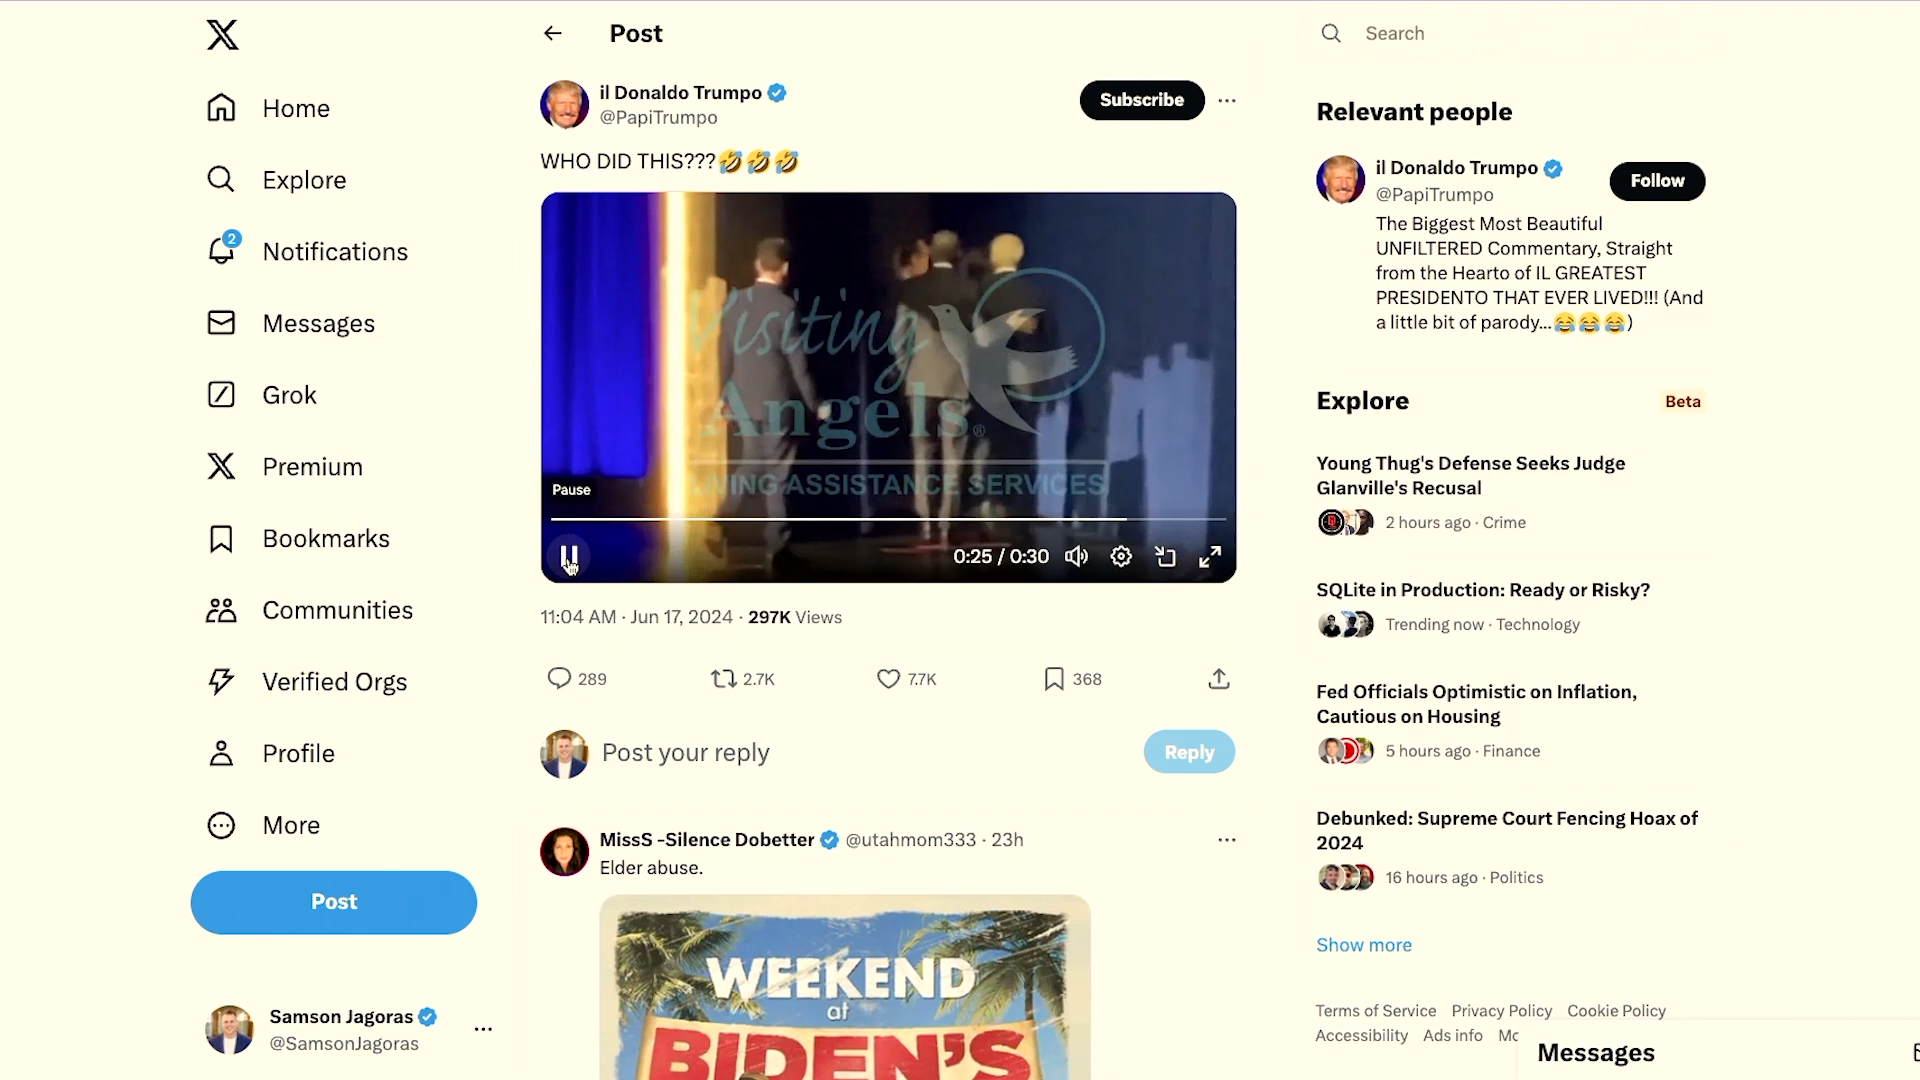 Home
Explore
2
Notifications
Messages
Grok
Premium
Bookmarks
Communities
Verified Orgs
Profile
More
Post
Samson Jagoras
@SamsonJagoras
Post
il Donaldo Trumpo
@PapiTrumpo
Subscribe
WHO DID THIS???🤣🤣🤣
Visiting
Angels®
LIVING ASSISTANCE SERVICES
Pause
0:25 / 0:30
11:04 AM · Jun 17, 2024 · 297K Views
289
2.7K
7.7K
368
Post your reply
Reply
MissS -Silence Dobetter @utahmom333 · 23h
Elder abuse.
WEEKEND
at
BIDEN'S
Search
Relevant people
il Donaldo Trumpo
@PapiTrumpo
Follow
The Biggest Most Beautiful
UNFILTERED Commentary, Straight
from the Hearto of IL GREATEST
PRESIDENTO THAT EVER LIVED!!! (And
a little bit of parody...😂😂😂)
Explore
Beta
Young Thug's Defense Seeks Judge
Glanville's Recusal
2 hours ago · Crime
SQLite in Production: Ready or Risky?
Trending now · Technology
Fed Officials Optimistic on Inflation,
Cautious on Housing
5 hours ago · Finance
Debunked: Supreme Court Fencing Hoax of
2024
16 hours ago · Politics
Show more
Terms of Service Privacy Policy Cookie Policy
Accessibility Ads info
Messages